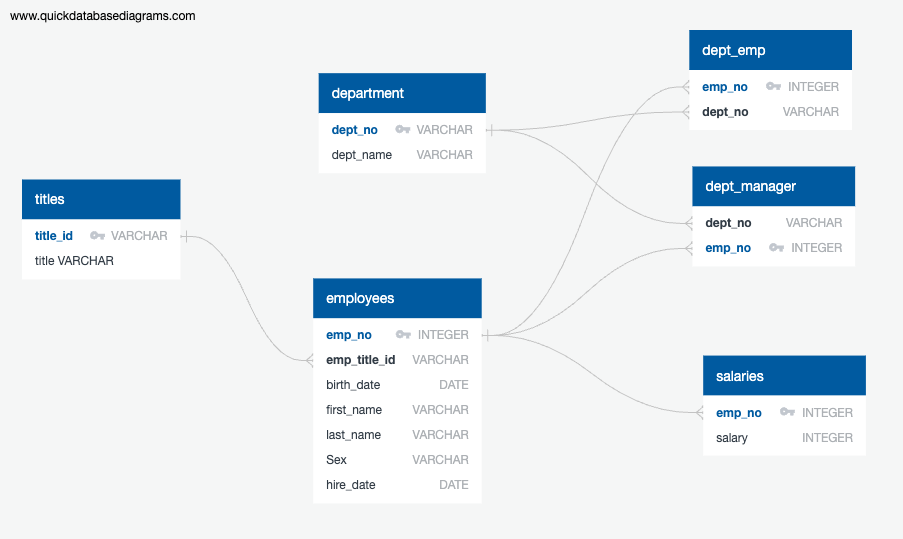 www.quickdatabasediagrams.com
titles
title_id VARCHAR
title VARCHAR
department
dept_no VARCHAR
dept_name VARCHAR
employees
emp_no INTEGER
emp_title_id VARCHAR
birth_date DATE
first_name VARCHAR
last_name VARCHAR
Sex VARCHAR
hire_date DATE
dept_emp
emp_no INTEGER
dept_no VARCHAR
dept_manager
dept_no VARCHAR
emp_no INTEGER
salaries
emp_no INTEGER
salary INTEGER